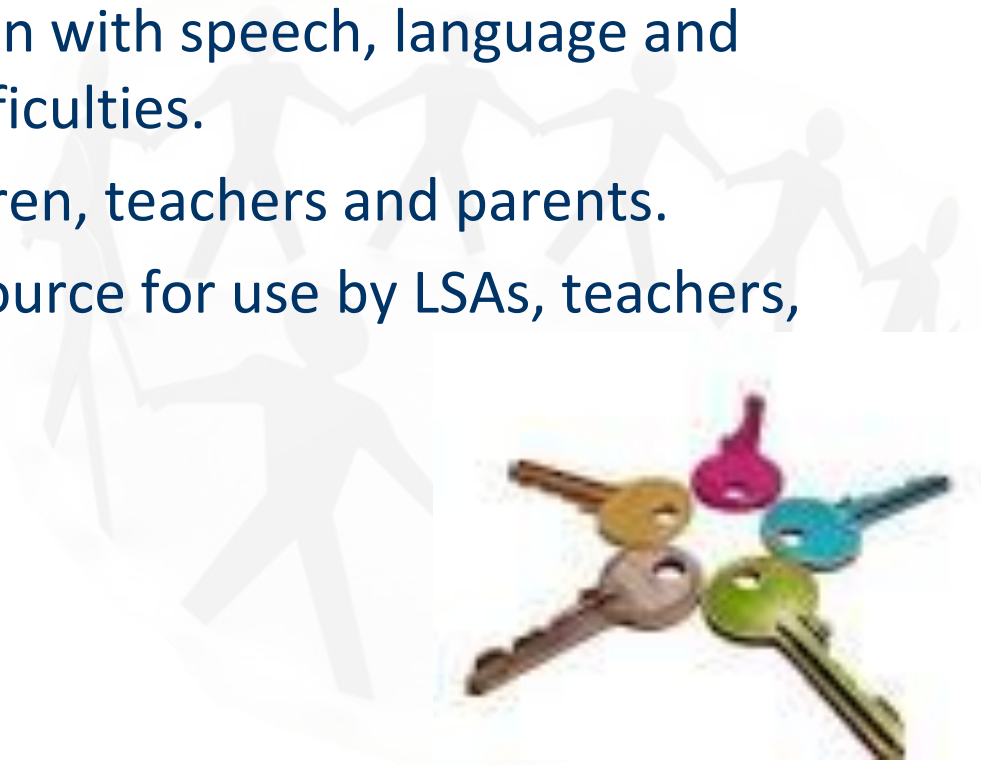 n with speech, language and
ficulties.
ren, teachers and parents.
ource for use by LSAs, teachers,